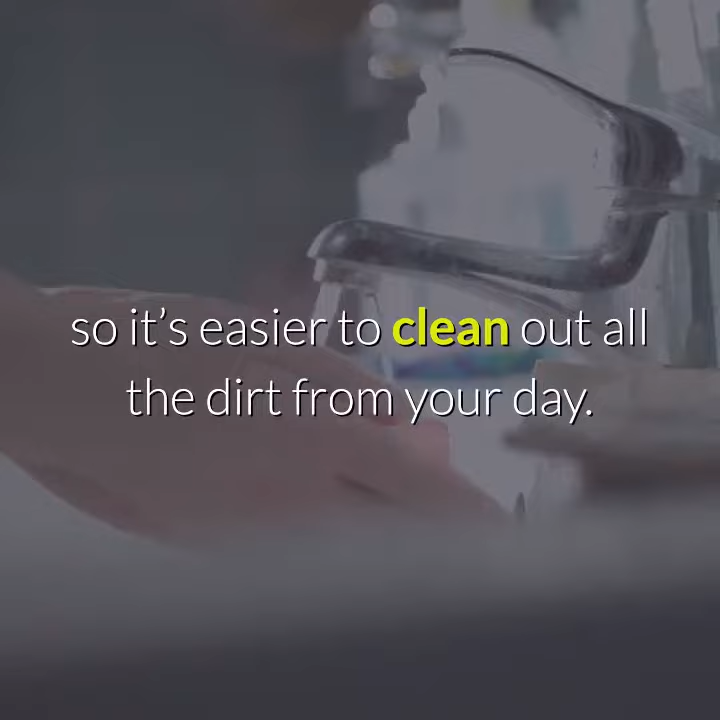 so it’s easier to clean out all
the dirt from your day.